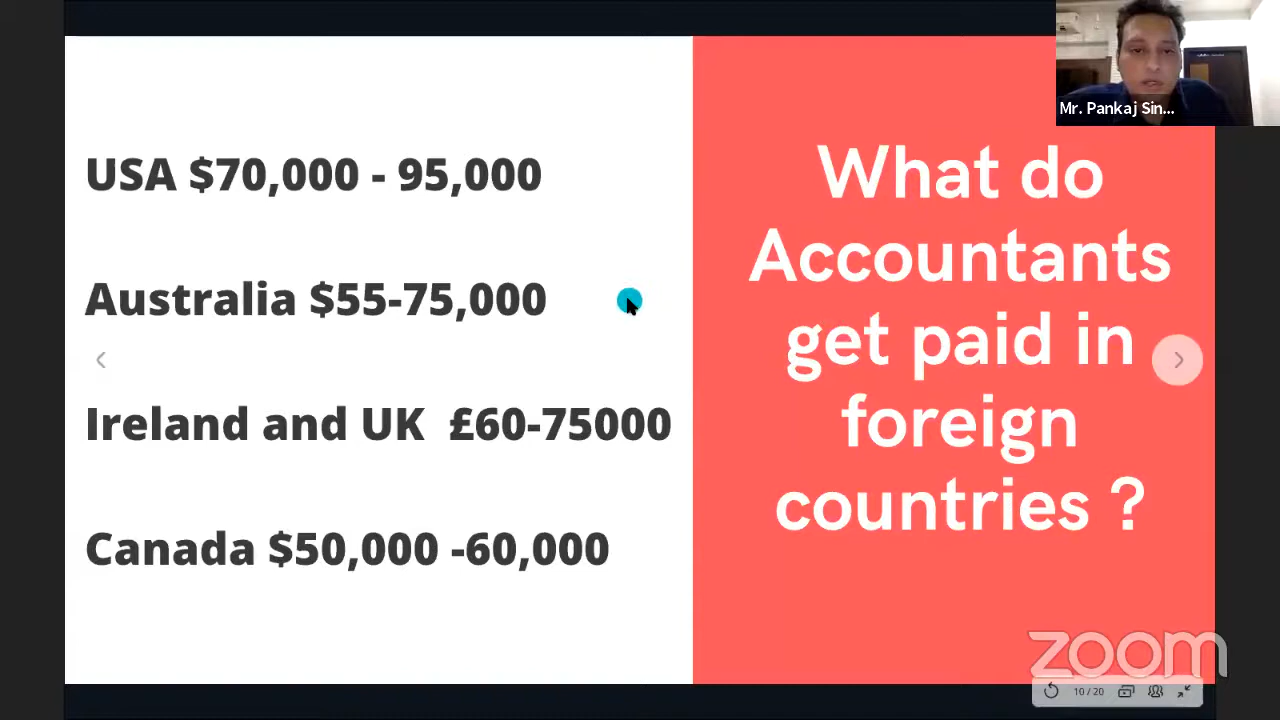 USA $70,000 - 95,000
Australia $55-75,000
Ireland and UK £60-75000
Canada $50,000 -60,000
What do
Accountants
get paid in
foreign
countries ?
Mr. Pankaj Sin...
zoom
10/20